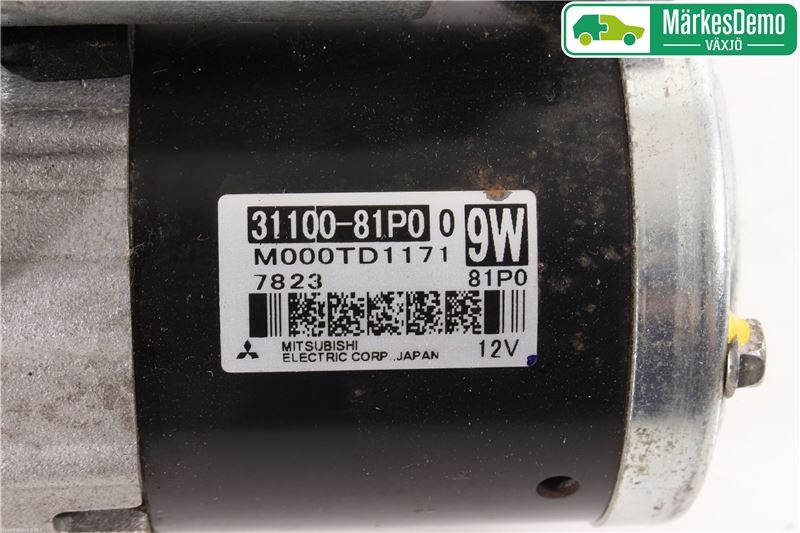 MärkesDemo
VÄXJÖ
31100-81P0 0
9W
M000TD1171
7823 81P0
MITSUBISHI
ELECTRIC CORP.,JAPAN 12V